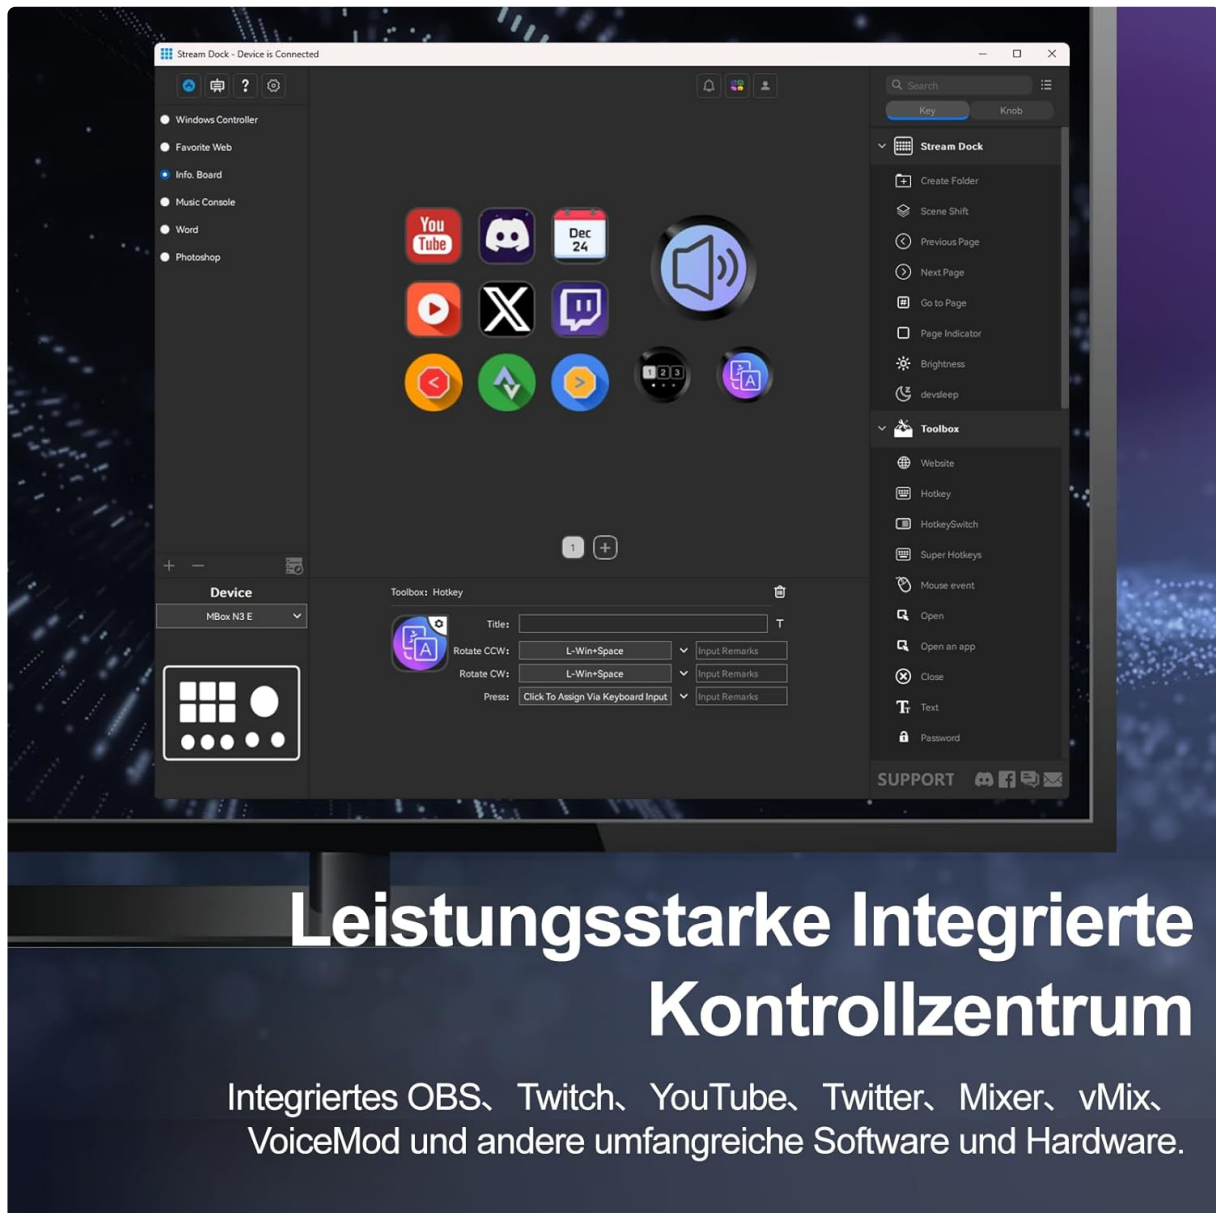 Stream Dock - Device is Connected
?
Search
Key Knob
Windows Controller
Favorite Web
Info. Board
Music Console
Word
Photoshop
You
Tube
Dec
24
1 2 3
A
1
Stream Dock
Create Folder
Scene Shift
Previous Page
Next Page
Go to Page
Page Indicator
Brightness
devsleep
Toolbox
Website
Hotkey
HotkeySwitch
Super Hotkeys
Mouse event
Open
Open an app
Close
Text
Password
SUPPORT
Device
MBox N3 E
Toolbox: Hotkey
A
Title: T
Rotate CCW: L-Win+Space Input Remarks
Rotate CW: L-Win+Space Input Remarks
Press: Click To Assign Via Keyboard Input Input Remarks
Leistungsstarke Integrierte
Kontrollzentrum
Integriertes OBS、Twitch、YouTube、Twitter、Mixer、vMix、
VoiceMod und andere umfangreiche Software und Hardware.